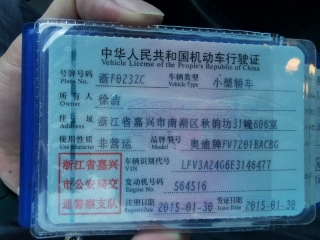 中华人民共和国机动车行驶证
Vehicle License of the People's Republic of China
号牌号码 浙F0232C 车辆类型 小型轿车
Plate No. Vehicle Type
所有人 徐洁
Owner
住址 浙江省嘉兴市南湖区秋韵坊31幢606室
Address
使用性质 非营运 品牌型号 奥迪牌FV7201BACBG
Use Character Model
浙江省嘉兴 车辆识别代号 LFV3A24G6E3146477
VIN
市公安局交 发动机号码 564516
Engine No.
通警察支队 注册日期 2015-01-30 发证日期 2015-01-30
Register Date Issue Date